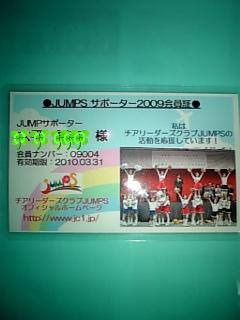 ●JUMPS サポーター2009会員証●
JUMPサポーター
様
会員ナンバー：09004
有効期限：2010.03.31
私は
チアリーダーズクラブJUMPSの
活動を応援しています！
JUMPS
チアリーダーズクラブJUMPS
オフィシャルホームページ
http://www.jc1.jp/